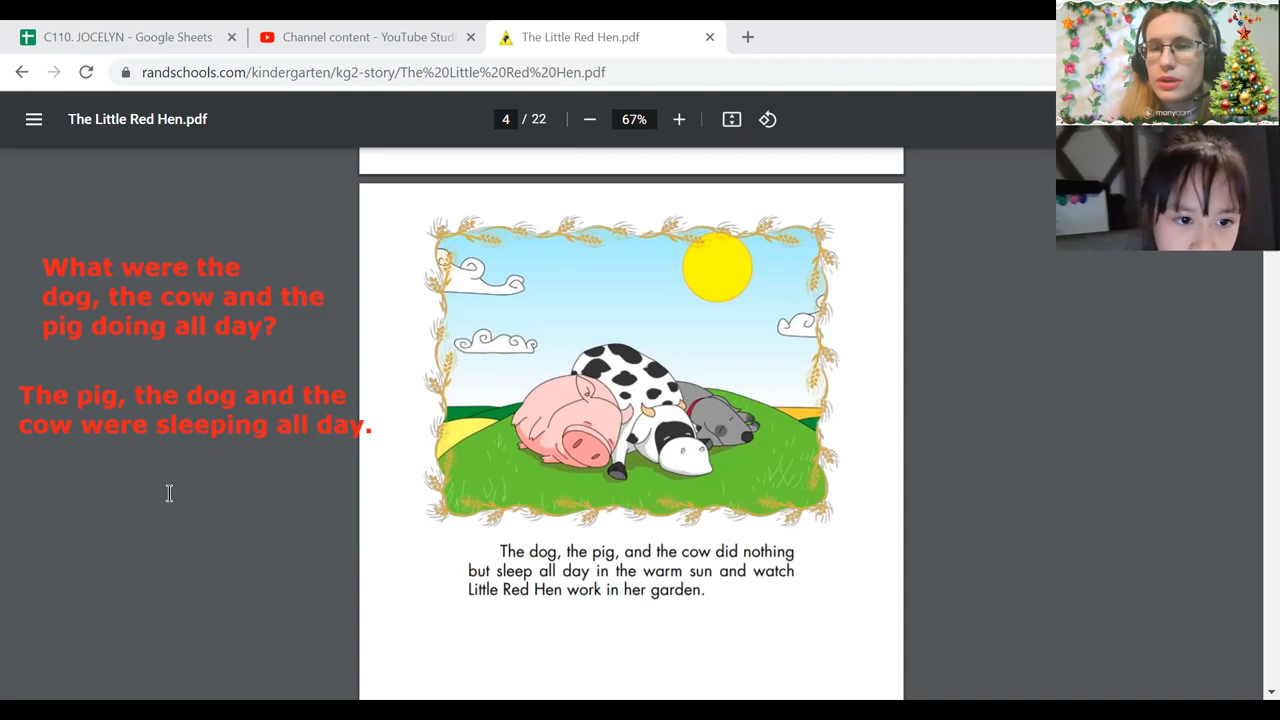 C110. JOCELYN - Google Sheets
Channel content - YouTube Stud
The Little Red Hen.pdf
randschools.com/kindergarten/kg2-story/The%20Little%20Red%20Hen.pdf
The Little Red Hen.pdf
4 / 22
67%
What were the
dog, the cow and the
pig doing all day?
The pig, the dog and the
cow were sleeping all day.
The dog, the pig, and the cow did nothing
but sleep all day in the warm sun and watch
Little Red Hen work in her garden.
manycam